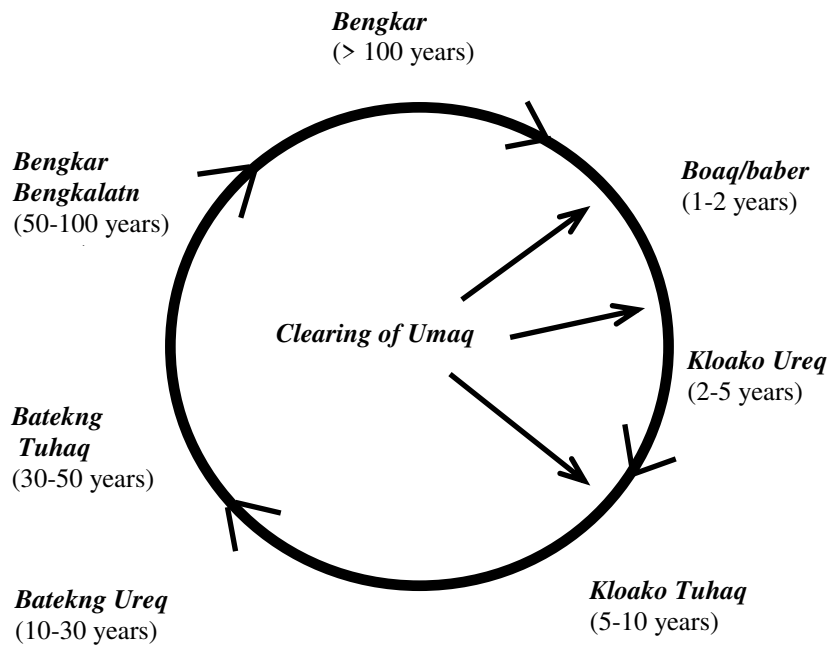 Bengkar
(> 100 years)
Boaq/baber
(1-2 years)
Kloako Ureq
(2-5 years)
Kloako Tuhaq
(5-10 years)
Batekng Ureq
(10-30 years)
Batekng
Tuhaq
(30-50 years)
Bengkar
Bengkalatn
(50-100 years)
Clearing of Umaq